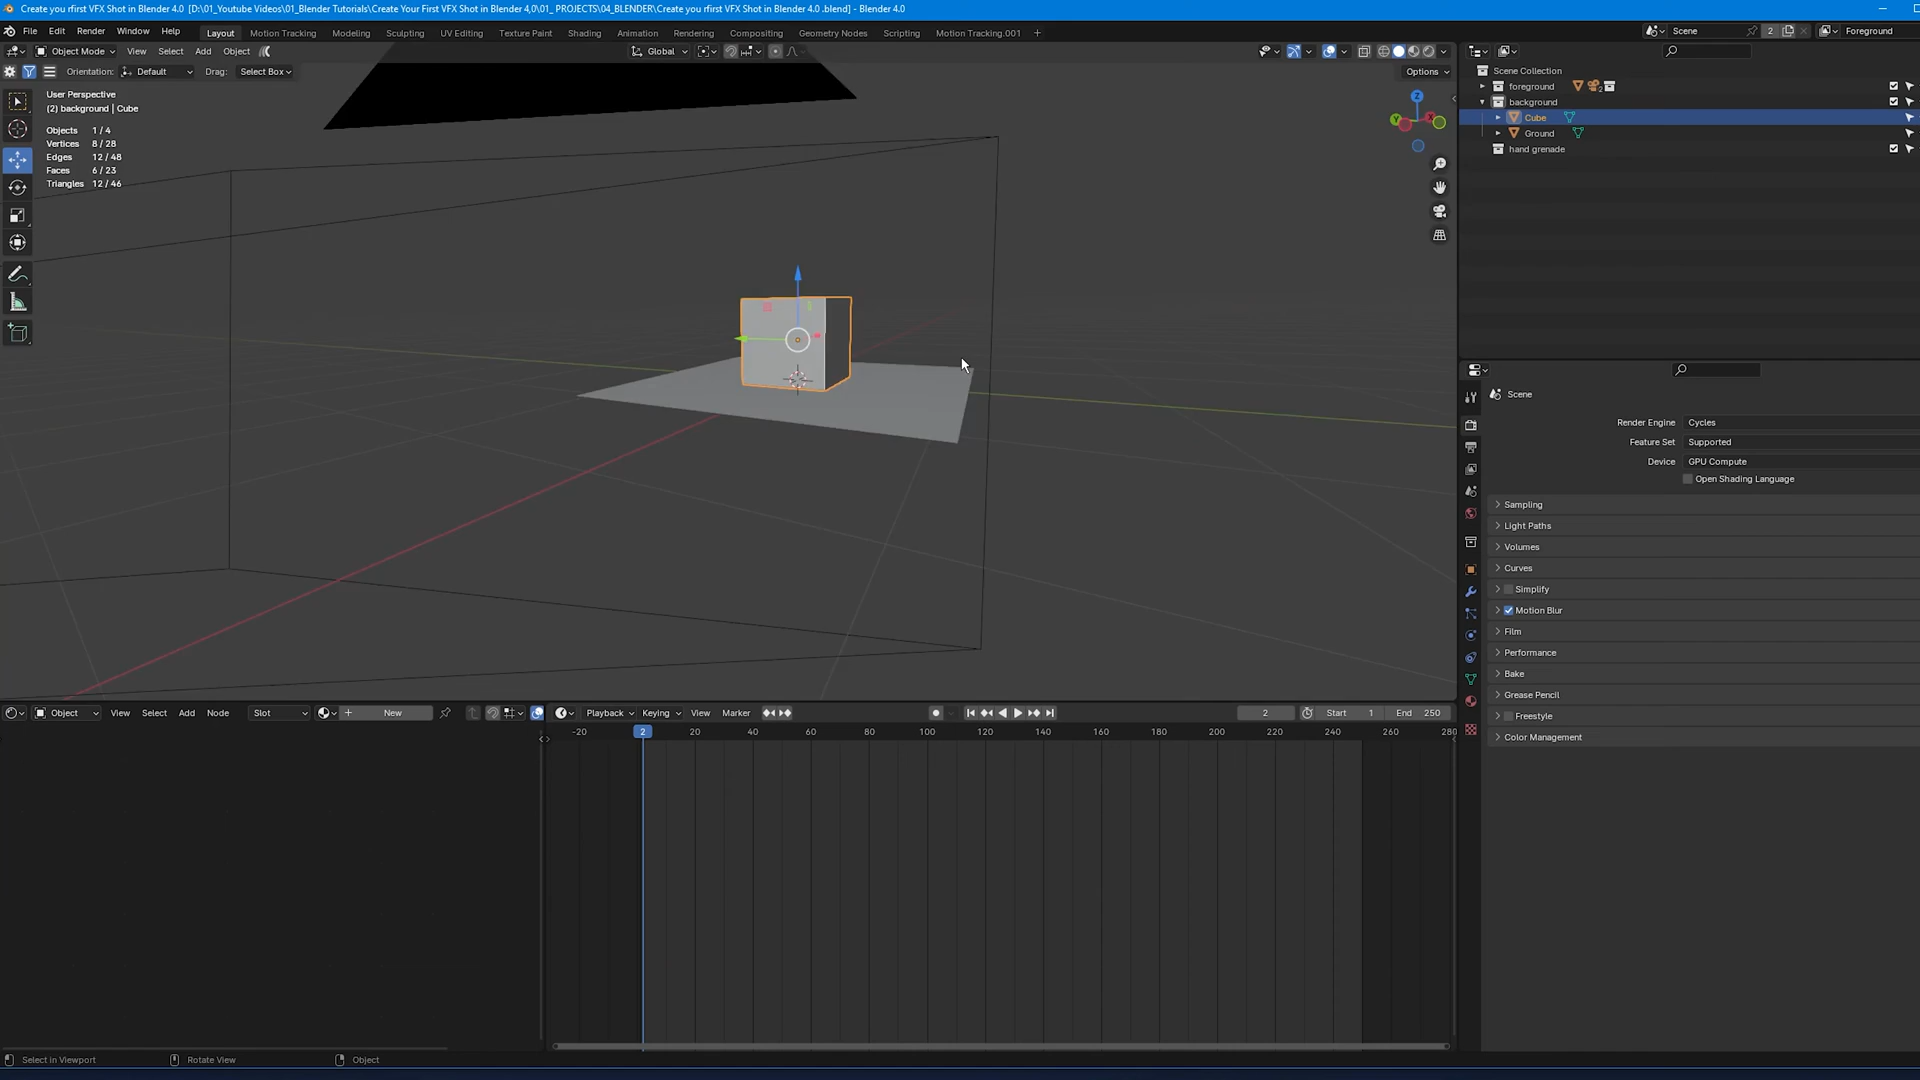 Create you rfirst VFX Shot in Blender 4.0 [D:\01_Youtube Videos\01_Blender Tutorials\Create Your First VFX Shot in Blender 4,0\01_ PROJECTS\04_BLENDER\Create you rfirst VFX Shot in Blender 4.0 .blend] - Blender 4.0
File Edit Render Window Help Layout Motion Tracking Modeling Sculpting UV Editing Texture Paint Shading Animation Rendering Compositing Geometry Nodes Scripting Motion Tracking.001 + Scene 2 Foreground
Object Mode View Select Add Object Global
Orientation: Default Drag: Select Box Options
User Perspective
(2) background | Cube
Objects 1 / 4
Vertices 8 / 28
Edges 12 / 48
Faces 6 / 23
Triangles 12 / 46
Z
Y
X
Scene Collection
foreground 2
background
Cube
Ground
hand grenade
Scene
Render Engine Cycles
Feature Set Supported
Device GPU Compute
Open Shading Language
Sampling
Light Paths
Volumes
Curves
Simplify
Motion Blur
Film
Performance
Bake
Grease Pencil
Freestyle
Color Management
Object View Select Add Node Slot New
Playback Keying View Marker 2 Start 1 End 250
-20 2 20 40 60 80 100 120 140 160 180 200 220 240 260 280
Select in Viewport Rotate View Object